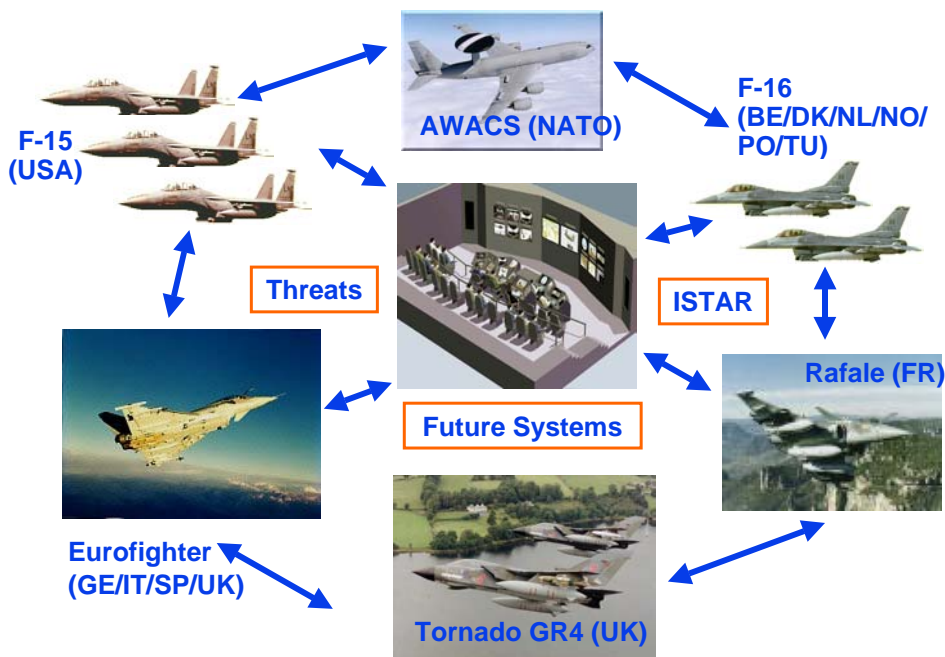 AWACS (NATO)
F-15
(USA)
F-16
(BE/DK/NL/NO/
PO/TU)
Threats
ISTAR
Future Systems
Rafale (FR)
Eurofighter
(GE/IT/SP/UK)
Tornado GR4 (UK)